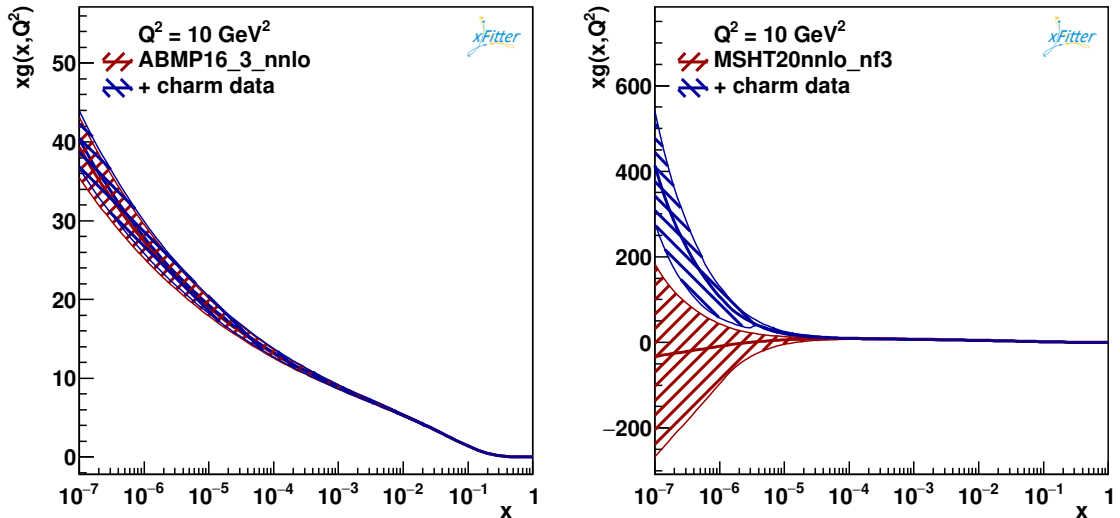 xg(x,Q²)
Q² = 10 GeV²
ABMP16_3_nnlo
+ charm data
xFitter
50
40
30
20
10
0
10⁻⁷ 10⁻⁶ 10⁻⁵ 10⁻⁴ 10⁻³ 10⁻² 10⁻¹ 1
x
xg(x,Q²)
Q² = 10 GeV²
MSHT20nnlo_nf3
+ charm data
xFitter
600
400
200
0
−200
10⁻⁷ 10⁻⁶ 10⁻⁵ 10⁻⁴ 10⁻³ 10⁻² 10⁻¹ 1
x